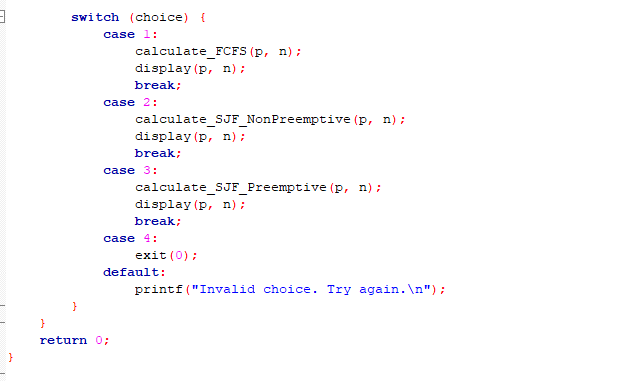 switch (choice) {
case 1:
calculate_FCFS(p, n);
display(p, n);
break;
case 2:
calculate_SJF_NonPreemptive(p, n);
display(p, n);
break;
case 3:
calculate_SJF_Preemptive(p, n);
display(p, n);
break;
case 4:
exit(0);
default:
printf("Invalid choice. Try again.\n");
}
}
return 0;
}